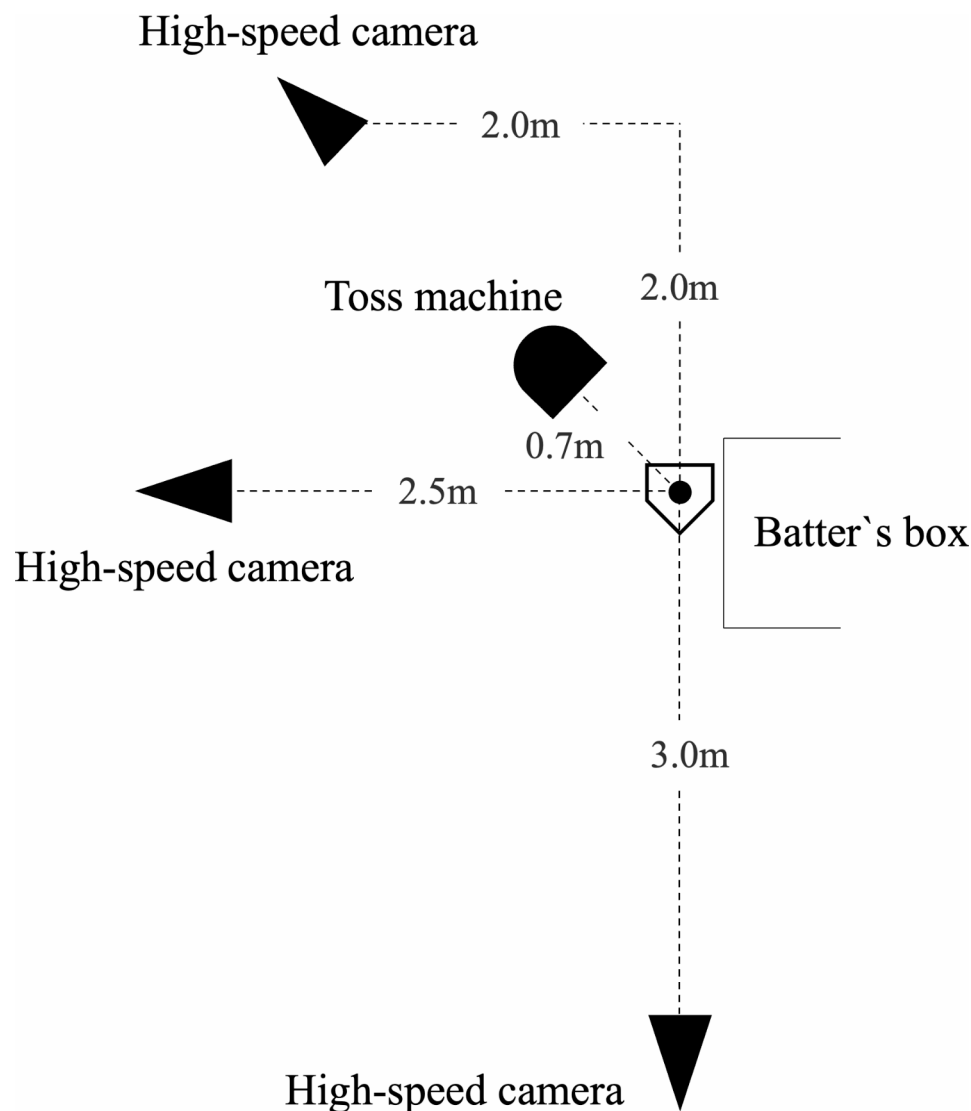 High-speed camera
2.0m
2.0m
Toss machine
0.7m
2.5m
Batter`s box
High-speed camera
3.0m
High-speed camera